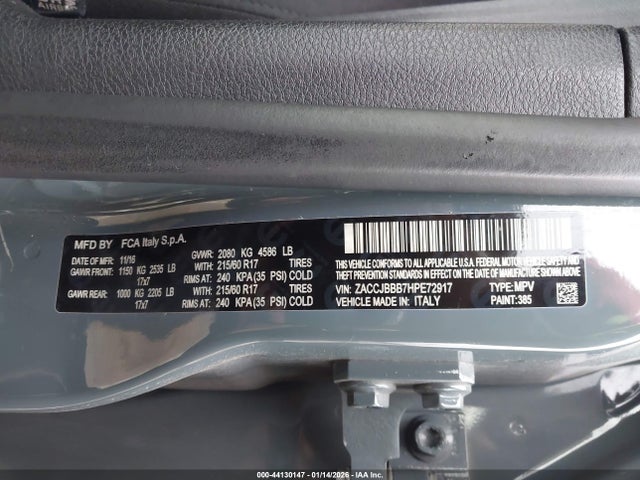 MFD BY FCA Italy S.p.A.
DATE OF MFR: 11/16 GVWR: 2080 KG 4586 LB
GAWR FRONT: 1150 KG 2535 LB WITH: 215/60 R17 TIRES
17x7 RIMS AT: 240 KPA(35 PSI) COLD
GAWR REAR: 1000 KG 2205 LB WITH: 215/60 R17 TIRES
17x7 RIMS AT: 240 KPA(35 PSI) COLD
THIS VEHICLE CONFORMS TO ALL APPLICABLE U.S.A. FEDERAL MOTOR VEHICLE
SAFETY, BUMPER, AND THEFT PREVENTION STANDARDS IN EFFECT
ON THE DATE OF MANUFACTURE SHOWN ABOVE.
VIN: ZACCJBBB7HPE72917 TYPE: MPV
VEHICLE MADE IN: ITALY PAINT: 385
000-44130147 01/14/2026 IAA Inc.